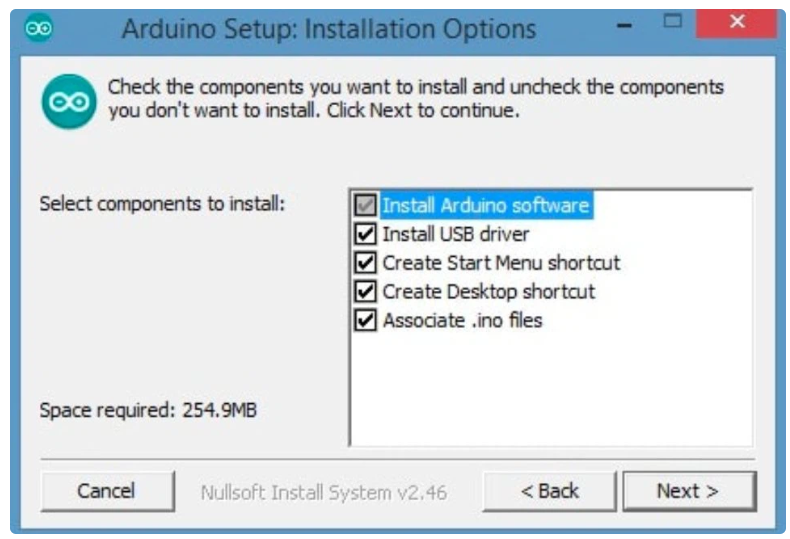 Arduino Setup: Installation Options
Check the components you want to install and uncheck the components
you don't want to install. Click Next to continue.
Select components to install:
Install Arduino software
Install USB driver
Create Start Menu shortcut
Create Desktop shortcut
Associate .ino files
Space required: 254.9MB
Cancel
Nullsoft Install System v2.46
< Back
Next >